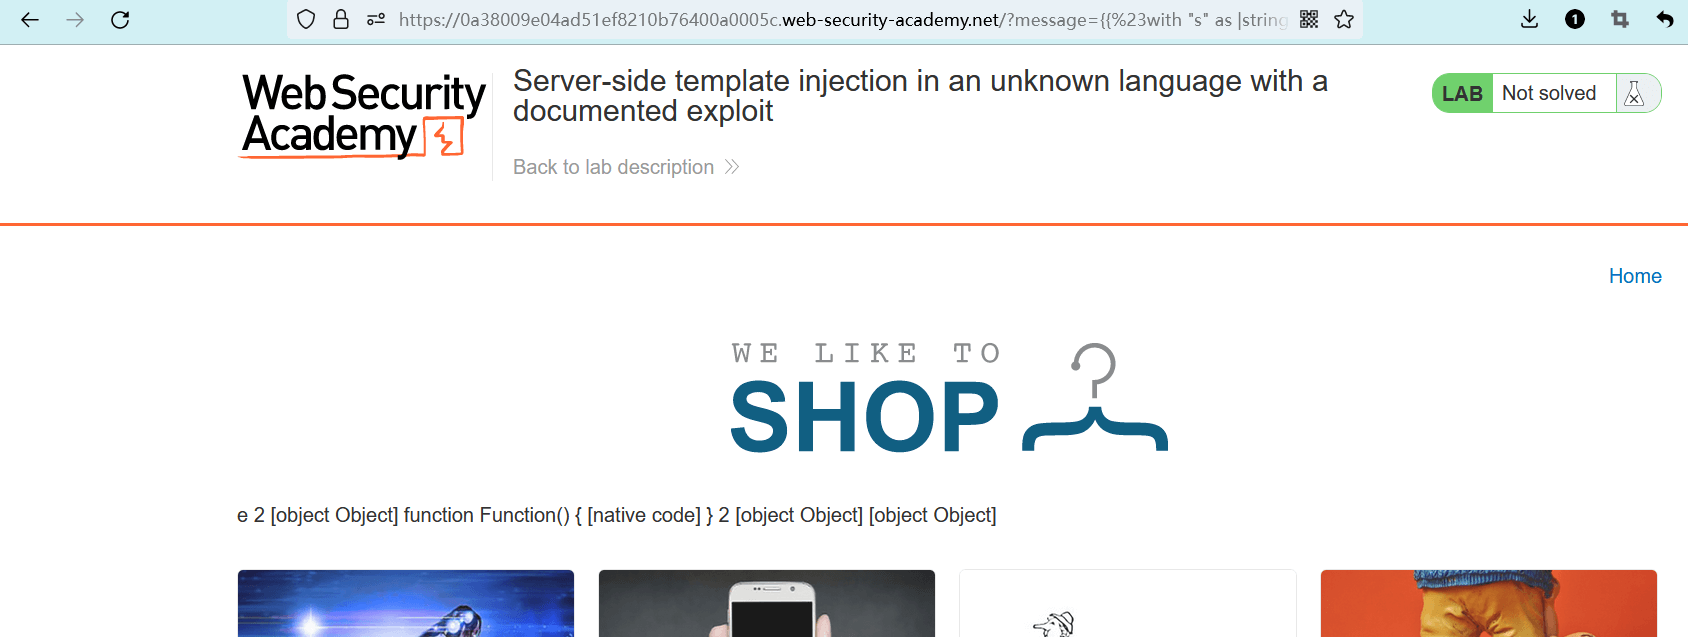 https://0a38009e04ad51ef8210b76400a0005c.web-security-academy.net/?message={{%23with "s" as |string
1
Web Security
Academy
Server-side template injection in an unknown language with a
documented exploit
Back to lab description
LAB Not solved
Home
WE LIKE TO
SHOP
e 2 [object Object] function Function() { [native code] } 2 [object Object] [object Object]